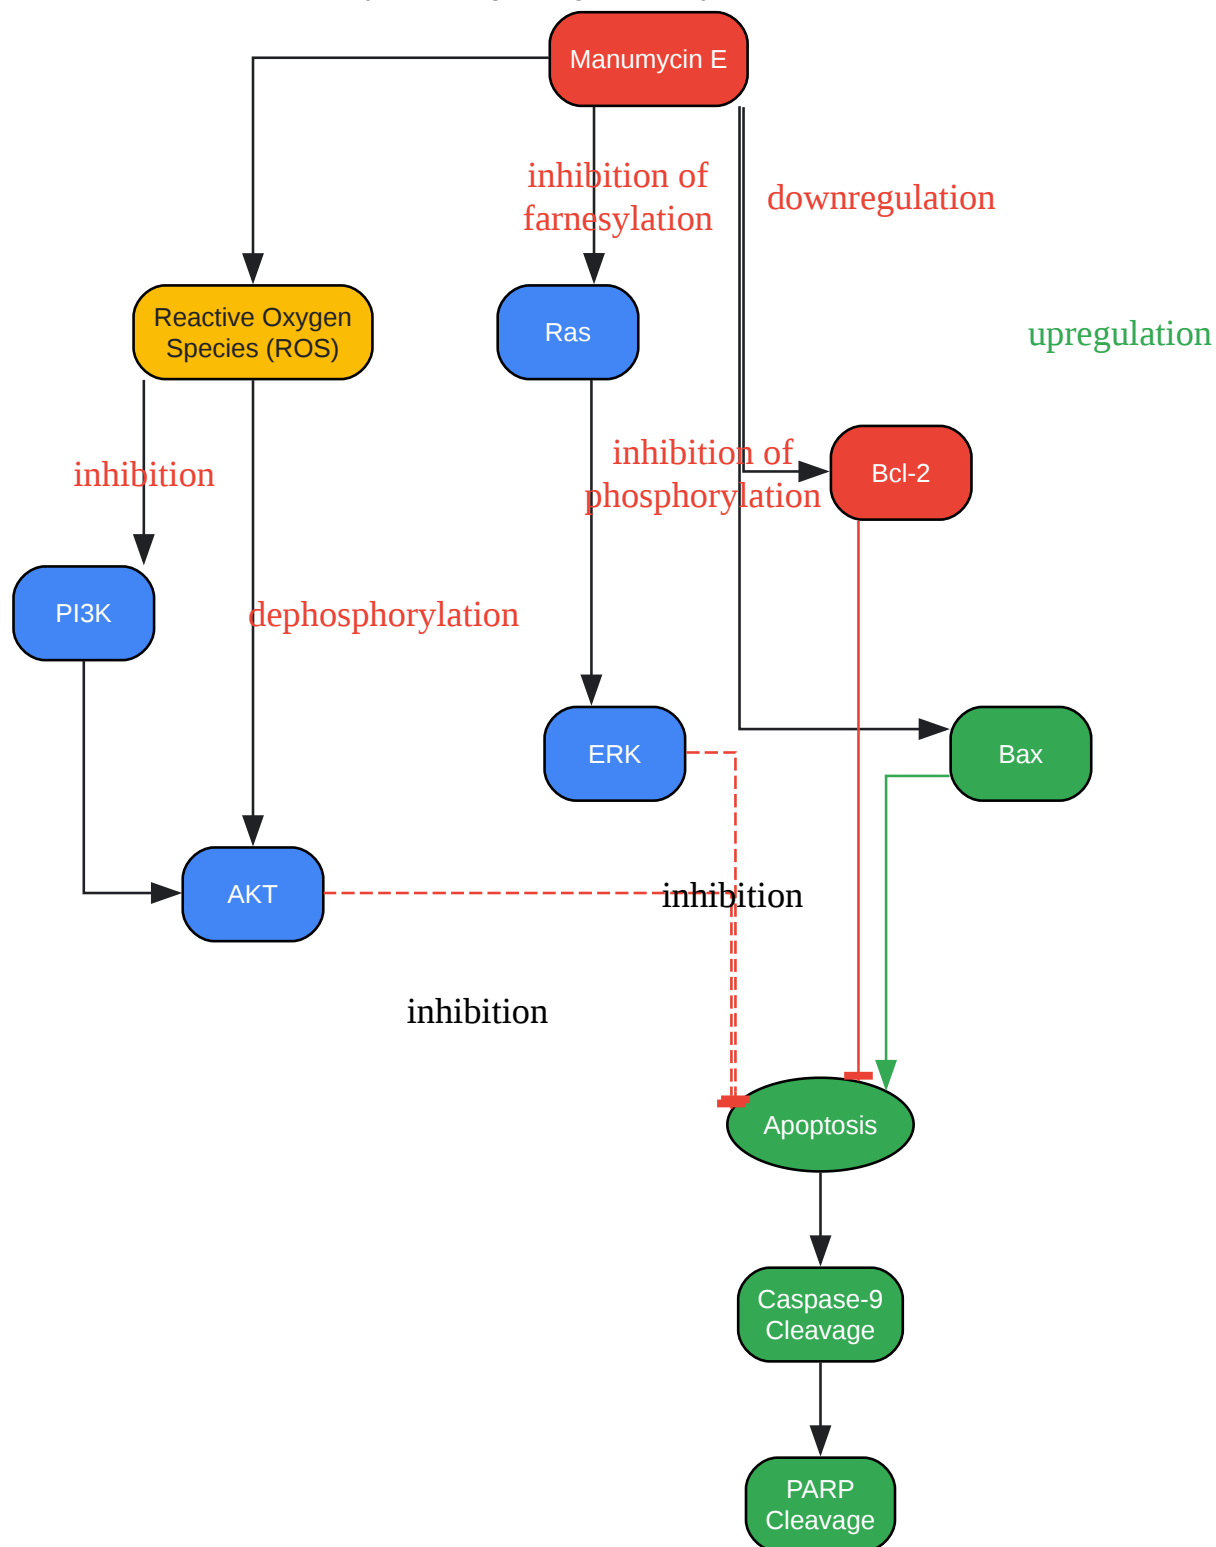 Manumycin E
inhibition of
farnesylation
downregulation
Reactive Oxygen
Species (ROS)
Ras
upregulation
inhibition
inhibition of
phosphorylation
Bcl-2
PI3K
dephosphorylation
ERK
Bax
AKT
inhibition
inhibition
Apoptosis
Caspase-9
Cleavage
PARP
Cleavage